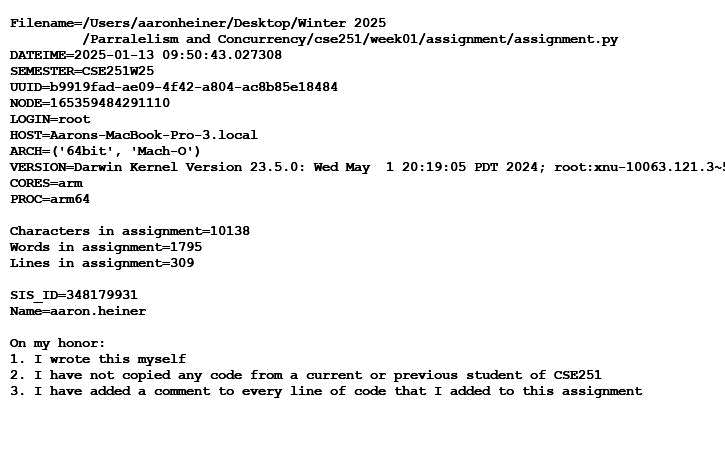 Filename=/Users/aaronheiner/Desktop/Winter 2025
/Parralelism and Concurrency/cse251/week01/assignment/assignment.py
DATEIME=2025-01-13 09:50:43.027308
SEMESTER=CSE251W25
UUID=b9919fad-ae09-4f42-a804-ac8b85e18484
NODE=165359484291110
LOGIN=root
HOST=Aarons-MacBook-Pro-3.local
ARCH=('64bit', 'Mach-O')
VERSION=Darwin Kernel Version 23.5.0: Wed May  1 20:19:05 PDT 2024; root:xnu-10063.121.3~5
CORES=arm
PROC=arm64

Characters in assignment=10138
Words in assignment=1795
Lines in assignment=309

SIS_ID=348179931
Name=aaron.heiner

On my honor:
1. I wrote this myself
2. I have not copied any code from a current or previous student of CSE251
3. I have added a comment to every line of code that I added to this assignment